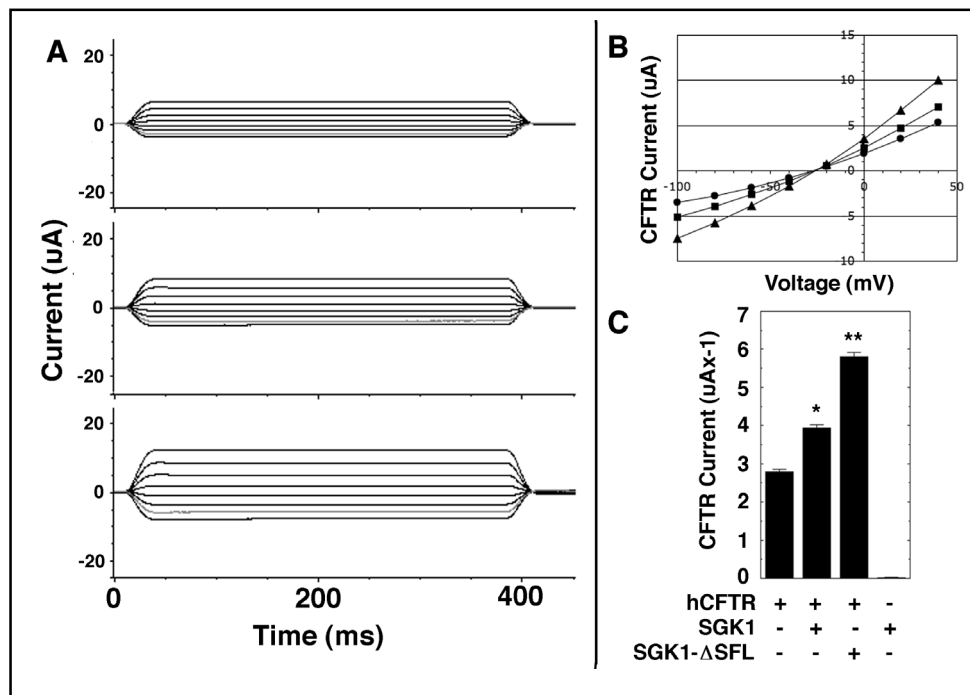 A
20
0
-20
20
0
-20
20
0
-20
Current (uA)
0
200
400
Time (ms)
B
15
10
5
0
5
10
-100
-50
0
50
CFTR Current (uA)
Voltage (mV)
C
7
6
5
4
3
2
1
0
CFTR Current (uAx-1)
*
**
hCFTR + + + -
SGK1 - + - +
SGK1-ΔSFL - - + -